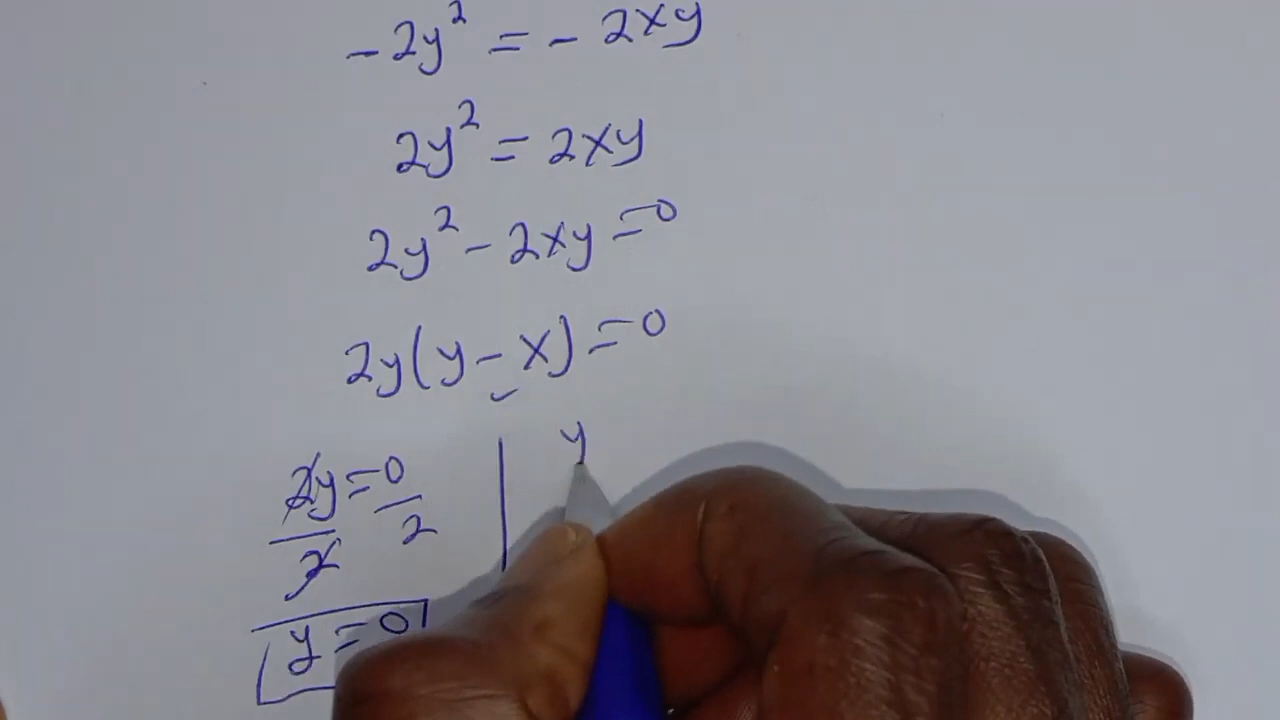 -2y² = -2xy
2y² = 2xy
2y² - 2xy = 0
2y(y - x) = 0
2y/2 = 0/2
y = 0
y